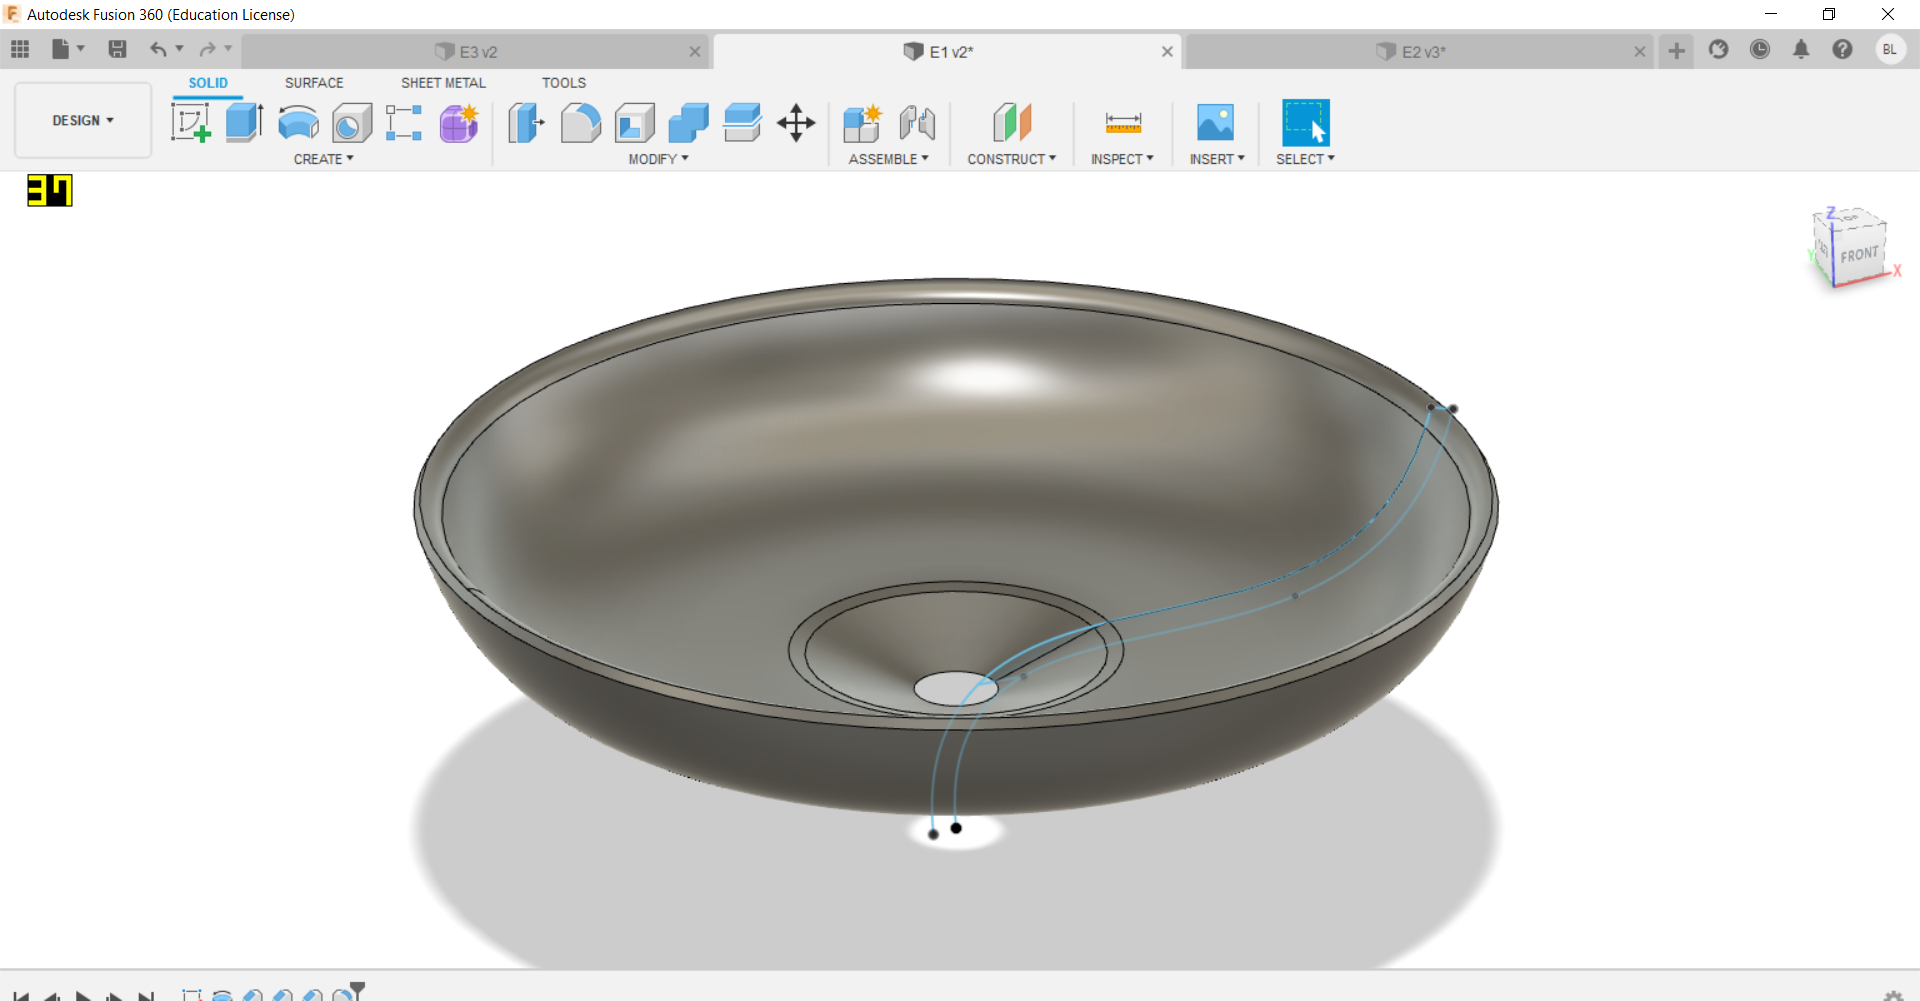 Autodesk Fusion 360 (Education License)
E3 v2
E1 v2*
E2 v3*
BL
SOLID
SURFACE
SHEET METAL
TOOLS
DESIGN
CREATE
MODIFY
ASSEMBLE
CONSTRUCT
INSPECT
INSERT
SELECT
Z
TOP
FRONT
Y
X